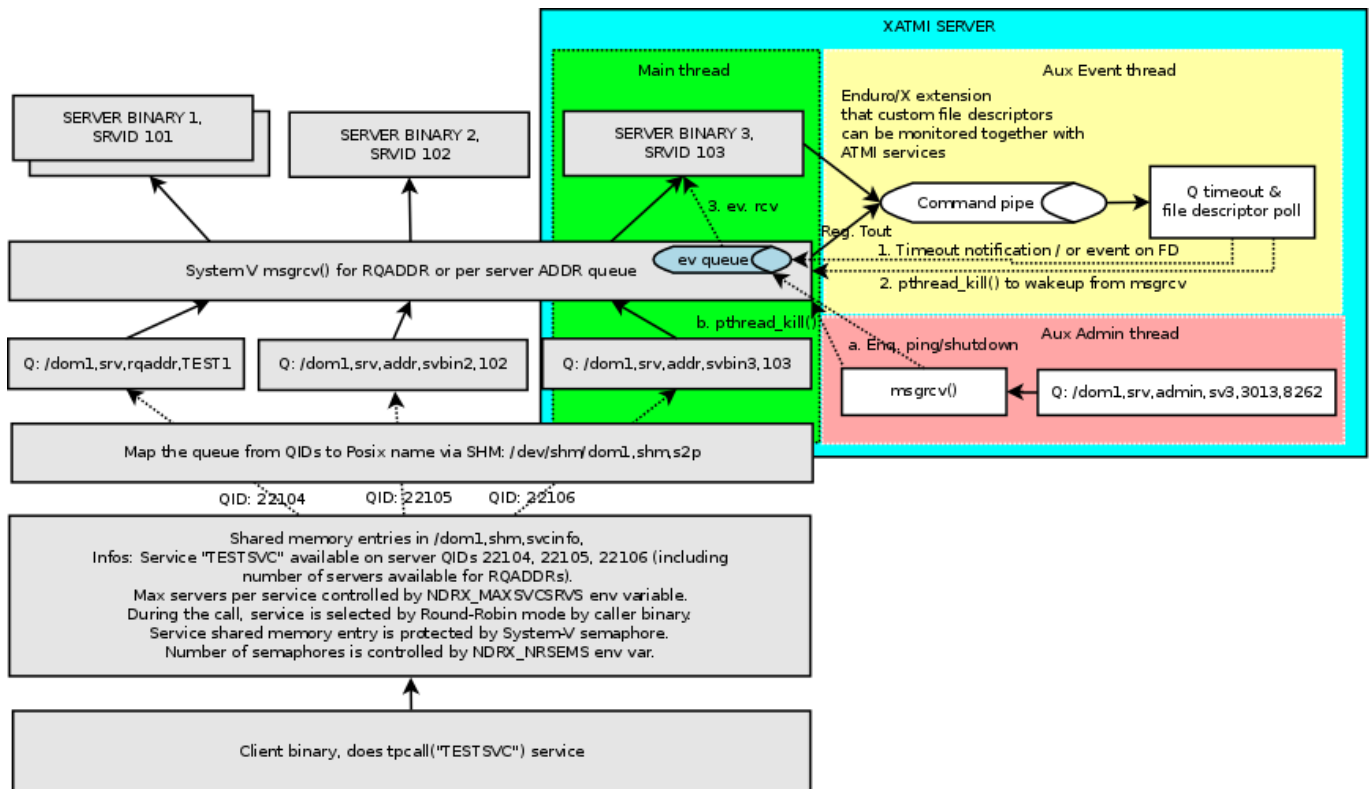 XATMI SERVER
Main thread
Aux Event thread
Enduro/X extension
that custom file descriptors
can be monitored together with
ATMI services
SERVER BINARY 1,
SRVID 101
SERVER BINARY 2,
SRVID 102
SERVER BINARY 3,
SRVID 103
Command pipe
Q timeout &
file descriptor poll
3. ev. rcv
Reg. Tout
1. Timeout notification / or event on FD
System V msgrcv() for RQADDR or per server ADDR queue
ev queue
2. pthread_kill() to wakeup from msgrcv
b. pthread_kill()
Aux Admin thread
a. Enq, ping/shutdown
Q: /dom1,srv,rqaddr,TEST1
Q: /dom1,srv,addr,svbin2,102
Q: /dom1,srv,addr,svbin3,103
msgrcv()
Q: /dom1,srv,admin,sv3,3013,8262
Map the queue from QIDs to Posix name via SHM: /dev/shm/dom1,shm,s2p
QID: 22104
QID: 22105
QID: 22106
Shared memory entries in /dom1,shm,svcinfo,
Infos: Service "TESTSVC" available on server QIDs 22104, 22105, 22106 (including
number of servers available for RQADDRs).
Max servers per service controlled by NDRX_MAXSVCSRVS env variable.
During the call, service is selected by Round-Robin mode by caller binary.
Service shared memory entry is protected by System-V semaphore.
Number of semaphores is controlled by NDRX_NRSEMS env var.
Client binary, does tpcall("TESTSVC") service